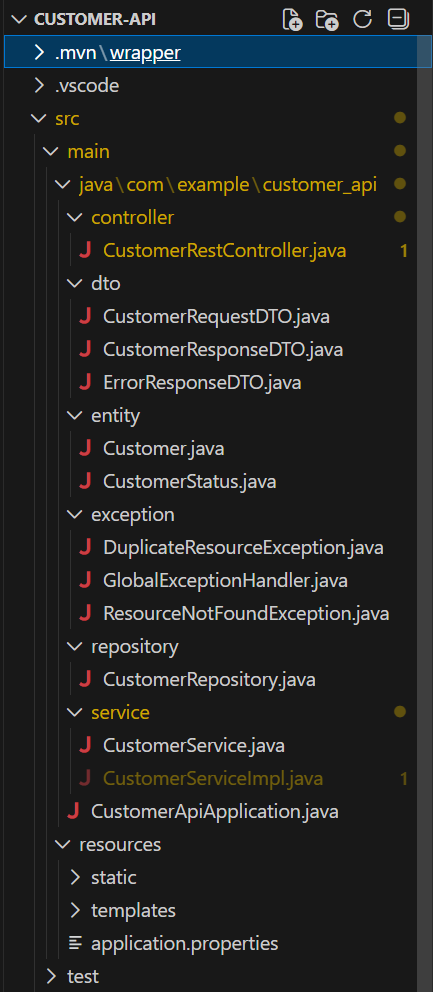 CUSTOMER-API
.mvn\wrapper
.vscode
src
main
java\com\example\customer_api
controller
CustomerRestController.java 1
dto
CustomerRequestDTO.java
CustomerResponseDTO.java
ErrorResponseDTO.java
entity
Customer.java
CustomerStatus.java
exception
DuplicateResourceException.java
GlobalExceptionHandler.java
ResourceNotFoundException.java
repository
CustomerRepository.java
service
CustomerService.java
CustomerServiceImpl.java 1
CustomerApiApplication.java
resources
static
templates
application.properties
test